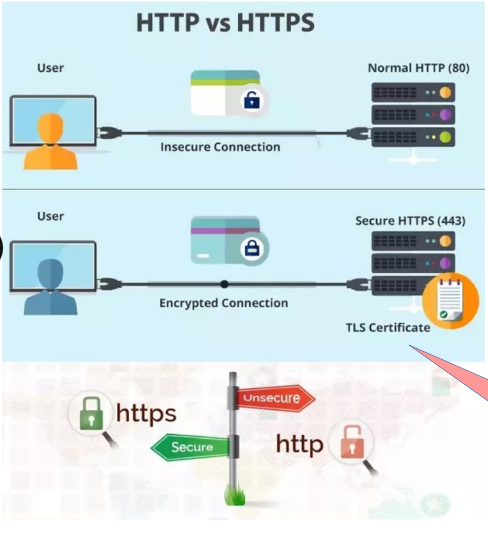 HTTP vs HTTPS
User
Normal HTTP (80)
Insecure Connection
User
Secure HTTPS (443)
Encrypted Connection
TLS Certificate
Unsecure
https
Secure
http